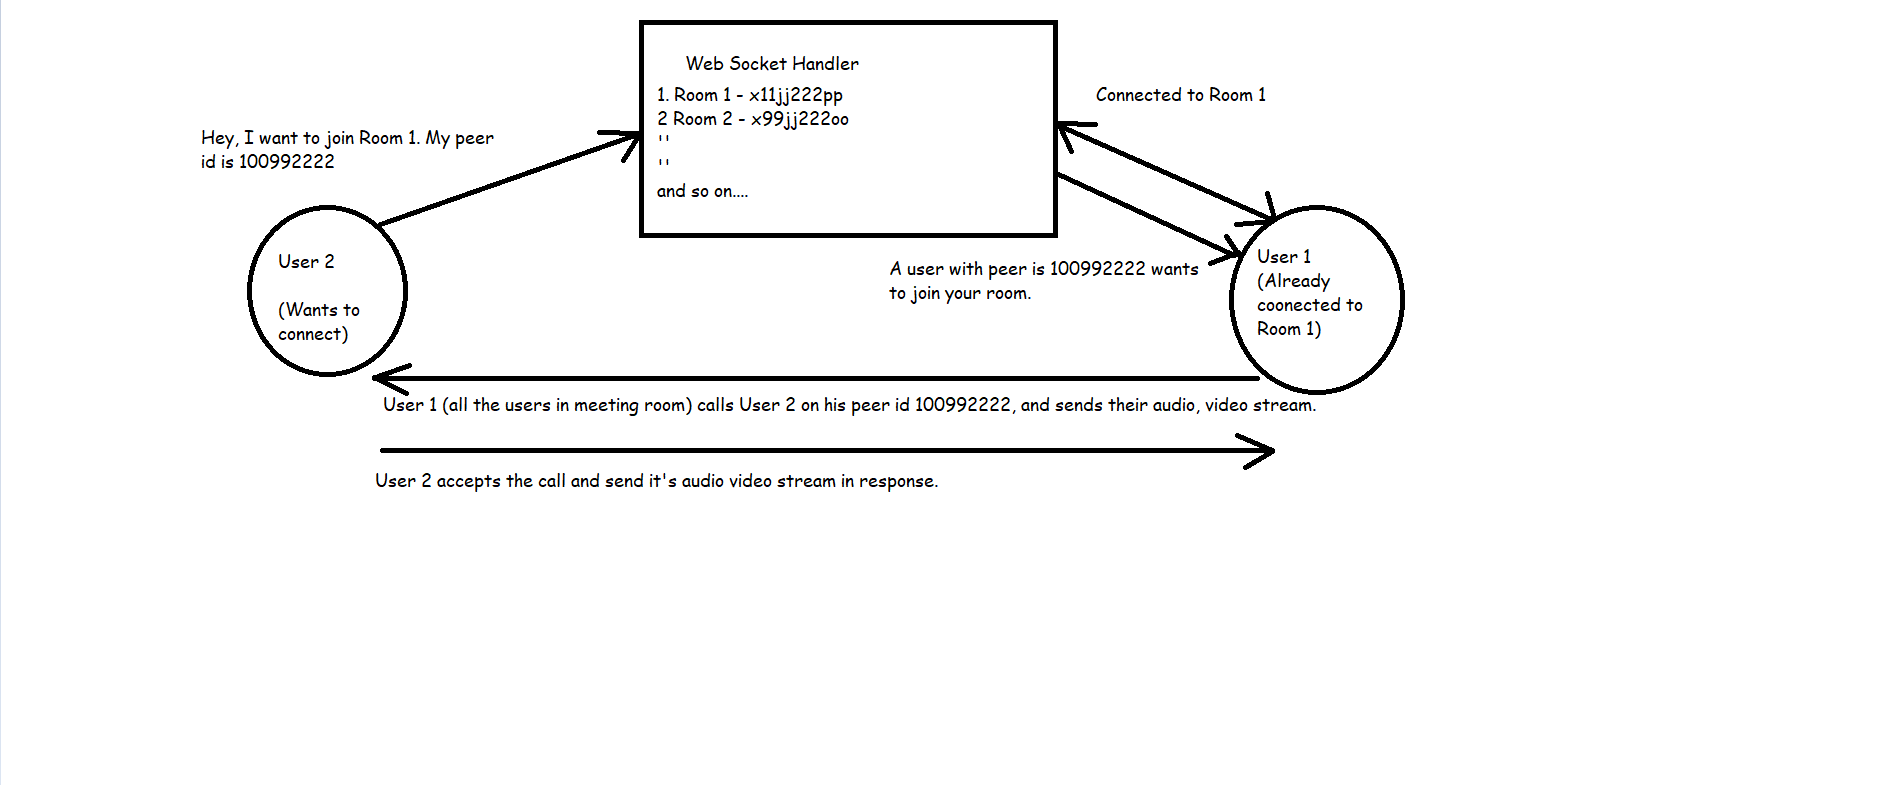 Web Socket Handler
1. Room 1 - x11jj222pp
2 Room 2 - x99jj222oo
''
''
and so on....
Connected to Room 1
Hey, I want to join Room 1. My peer
id is 100992222
User 2
(Wants to
connect)
A user with peer is 100992222 wants
to join your room.
User 1
(Already
coonected to
Room 1)
User 1 (all the users in meeting room) calls User 2 on his peer id 100992222, and sends their audio, video stream.
User 2 accepts the call and send it's audio video stream in response.